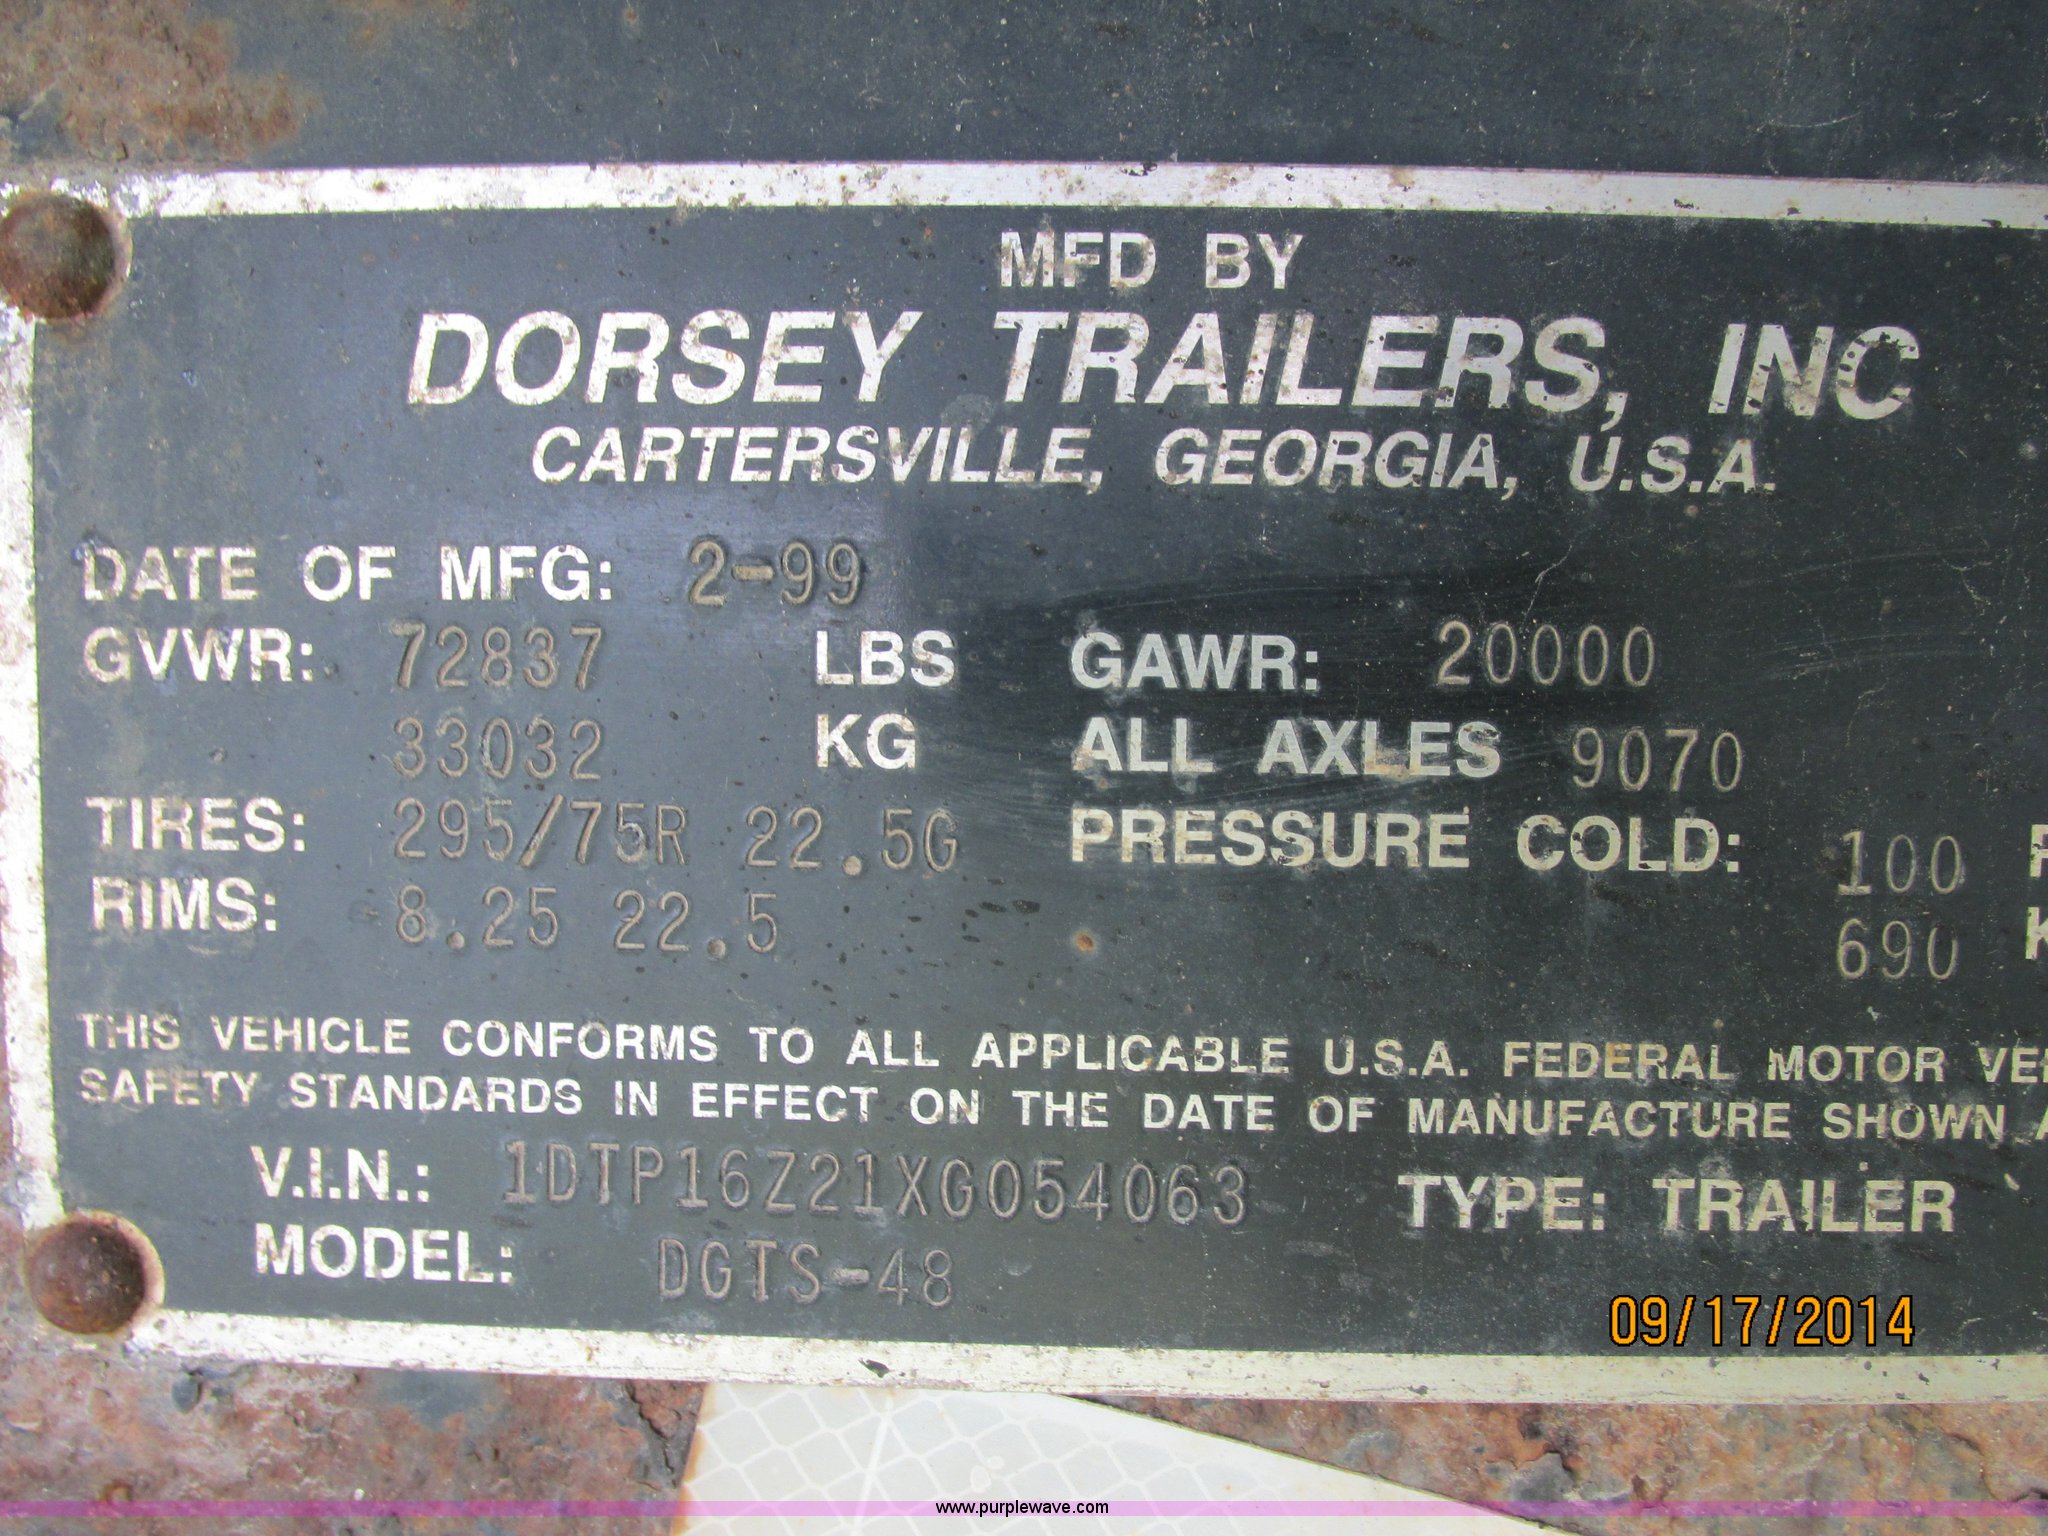 MFD BY
DORSEY TRAILERS, INC
CARTERSVILLE, GEORGIA, U.S.A.
DATE OF MFG: 2-99
GVWR: 72837 LBS GAWR: 20000
33032 KG ALL AXLES 9070
TIRES: 295/75R 22.5G PRESSURE COLD: 100
RIMS: 8.25 22.5 690 K
THIS VEHICLE CONFORMS TO ALL APPLICABLE U.S.A. FEDERAL MOTOR VE
SAFETY STANDARDS IN EFFECT ON THE DATE OF MANUFACTURE SHOWN A
V.I.N.: 1DTP16Z21XG054063 TYPE: TRAILER
MODEL: DGTS-48
09/17/2014
www.purplewave.com